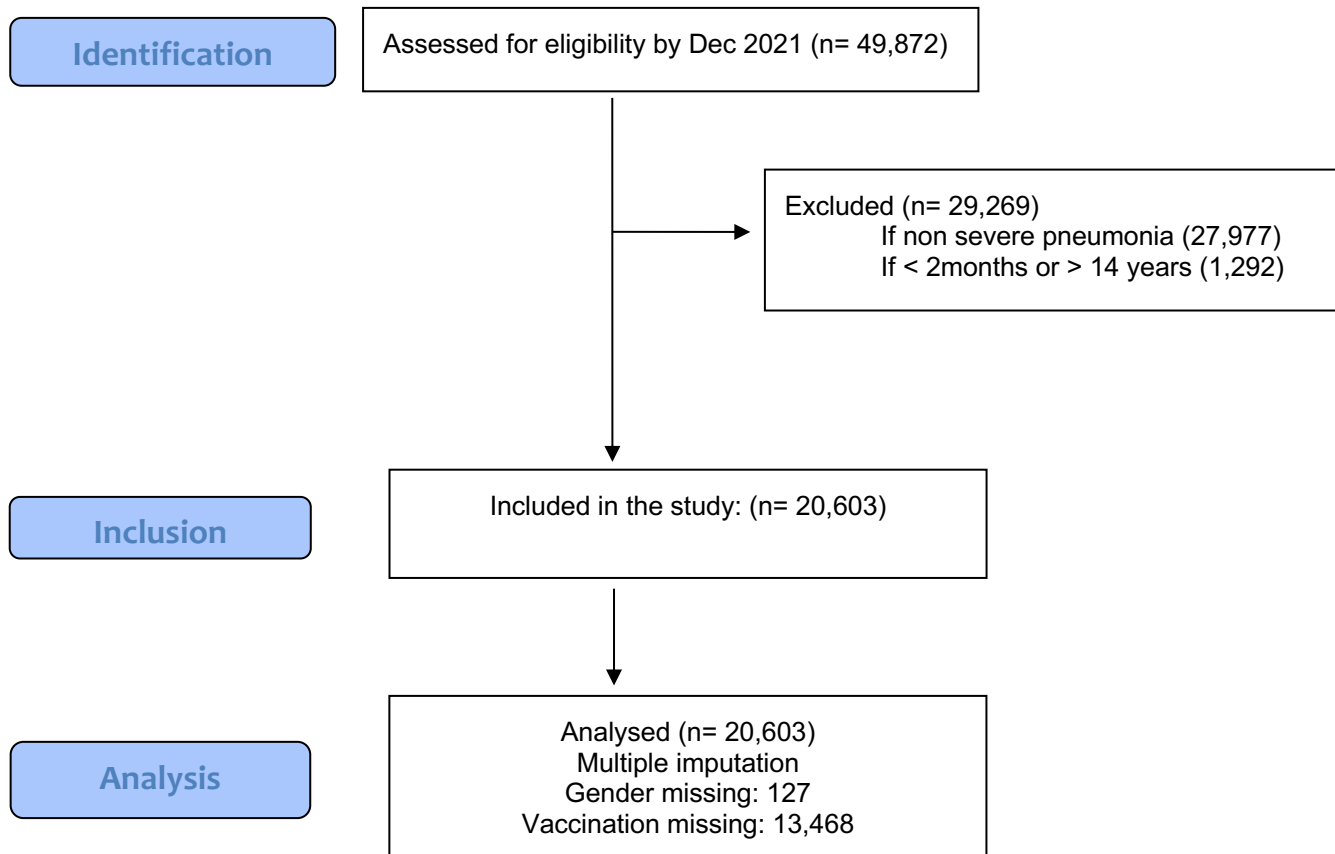 Identification
Assessed for eligibility by Dec 2021 (n= 49,872)
Excluded (n= 29,269)
If non severe pneumonia (27,977)
If < 2months or > 14 years (1,292)
Inclusion
Included in the study: (n= 20,603)
Analysis
Analysed (n= 20,603)
Multiple imputation
Gender missing: 127
Vaccination missing: 13,468